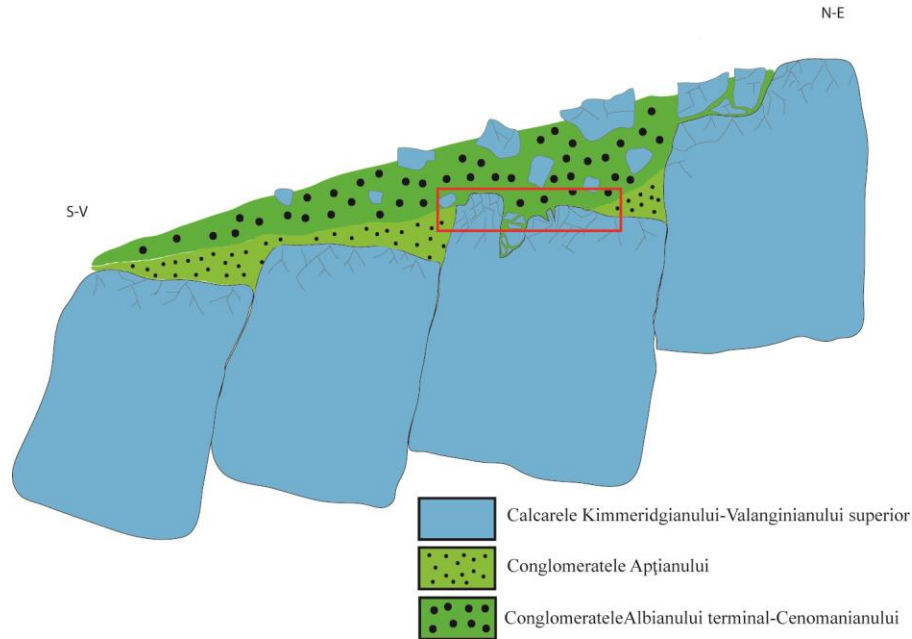 N-E
S-V
Calcarele Kimmeridgianului-Valanginianului superior
Conglomeratele Apţianului
ConglomerateleAlbianului terminal-Cenomanianului